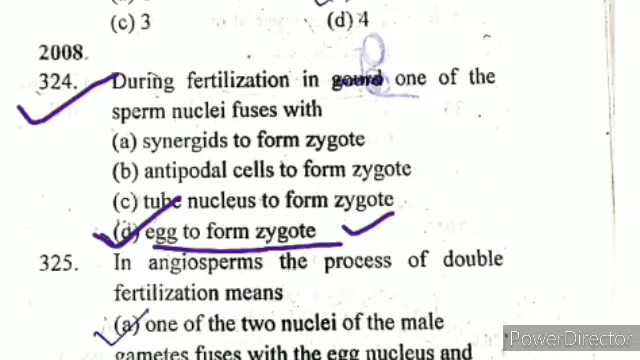 (c) 3 (d) 4
2008.
324. During fertilization in gourd one of the
sperm nuclei fuses with
(a) synergids to form zygote
(b) antipodal cells to form zygote
(c) tube nucleus to form zygote
(d) egg to form zygote
325. In angiosperms the process of double
fertilization means
(a) one of the two nuclei of the male
gametes fuses with the egg nucleus and
PowerDirector